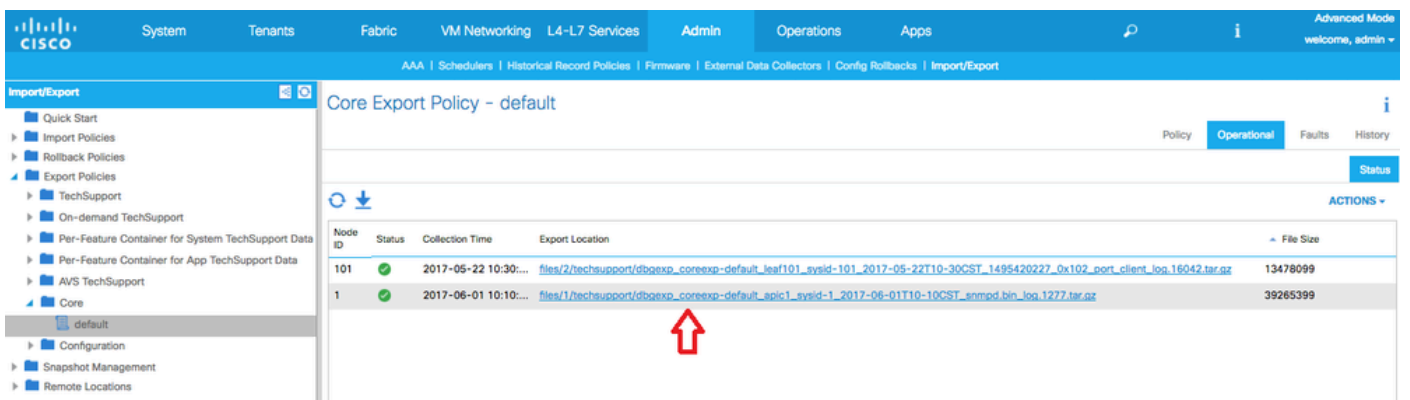 CISCO
System Tenants Fabric VM Networking L4-L7 Services Admin Operations Apps i Advanced Mode
welcome, admin
AAA | Schedulers | Historical Record Policies | Firmware | External Data Collectors | Config Rollbacks | Import/Export
Import/Export
Quick Start
Import Policies
Rollback Policies
Export Policies
TechSupport
On-demand TechSupport
Per-Feature Container for System TechSupport Data
Per-Feature Container for App TechSupport Data
AVS TechSupport
Core
default
Configuration
Snapshot Management
Remote Locations
Core Export Policy - default
i
Policy Operational Faults History
Status
ACTIONS
Node ID Status Collection Time Export Location File Size
101 2017-05-22 10:30:... files/2/techsupport/dbgexp_coreexp-default_leaf101_sysid-101_2017-05-22T10-30CST_1495420227_0x102_port_client_log.16042.tar.gz 13478099
1 2017-06-01 10:10:... files/1/techsupport/dbgexp_coreexp-default_apic1_sysid-1_2017-06-01T10-10CST_snmpd.bin_log.1277.tar.gz 39265399